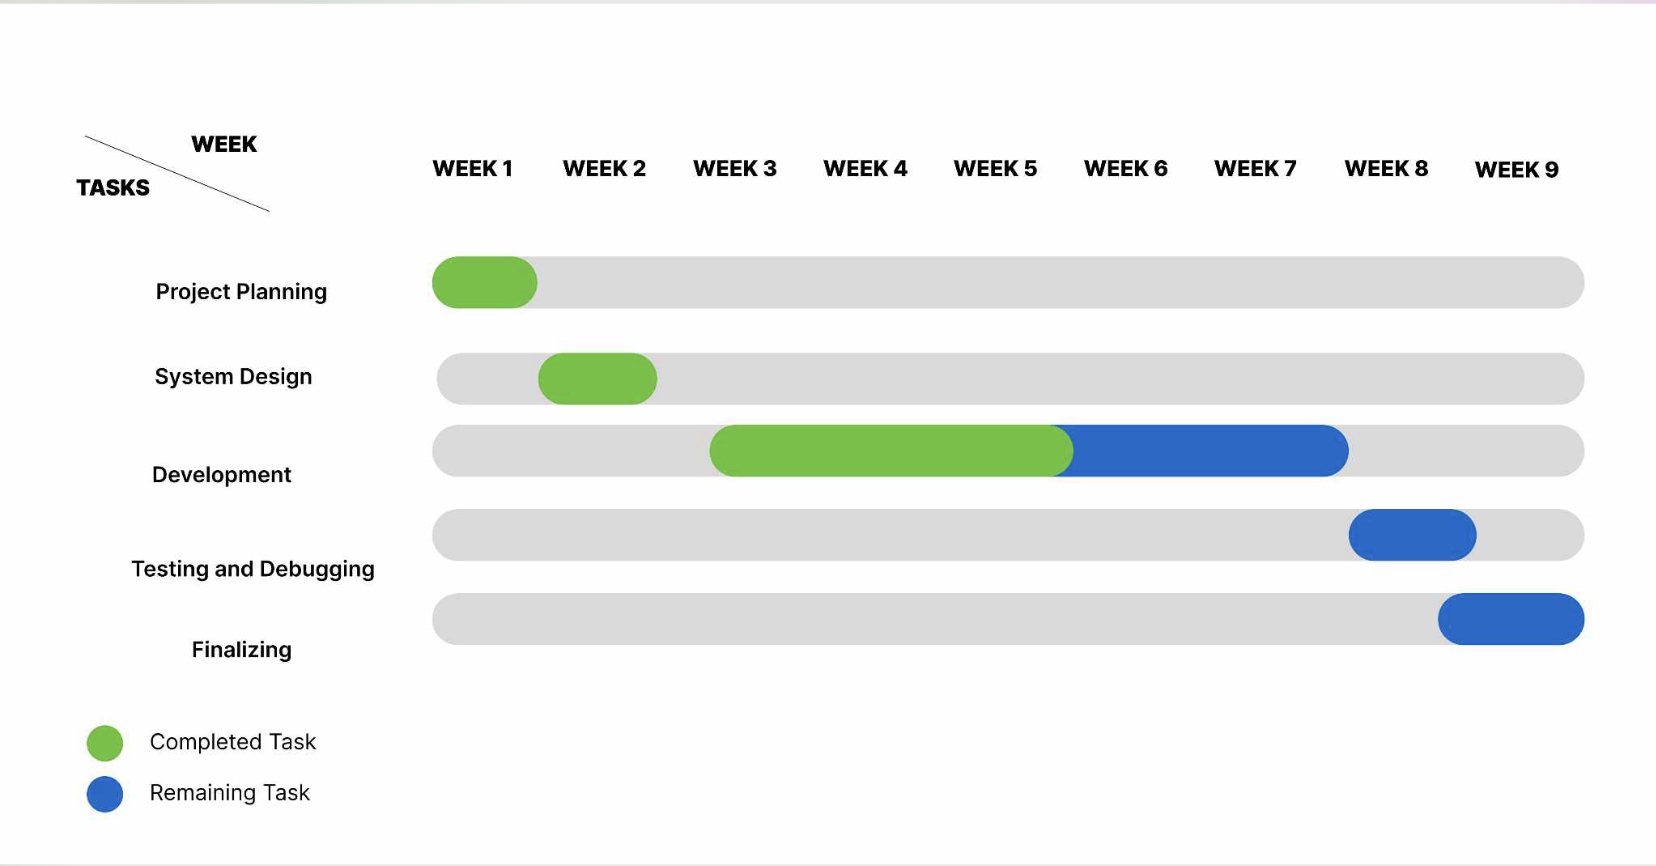 WEEK
TASKS
WEEK 1 WEEK 2 WEEK 3 WEEK 4 WEEK 5 WEEK 6 WEEK 7 WEEK 8 WEEK 9
Project Planning
System Design
Development
Testing and Debugging
Finalizing
Completed Task
Remaining Task